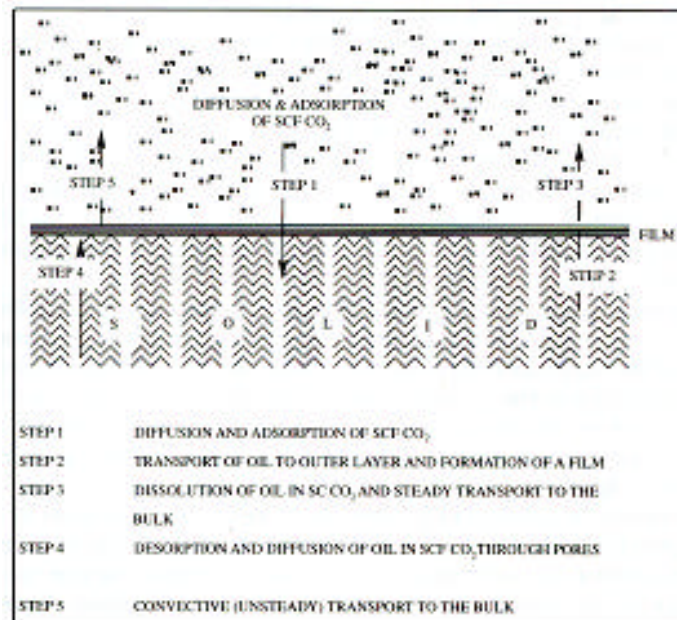 DIFFUSION & ADSORPTION
OF SCF CO₂
STEP 5
STEP 1
STEP 3
FILM
STEP 4
STEP 2
S O L I D
STEP 1 DIFFUSION AND ADSORPTION OF SCF CO₂
STEP 2 TRANSPORT OF OIL TO OUTER LAYER AND FORMATION OF A FILM
STEP 3 DISSOLUTION OF OIL IN SC CO₂ AND STEADY TRANSPORT TO THE
BULK
STEP 4 DESORPTION AND DIFFUSION OF OIL IN SCF CO₂ THROUGH PORES
STEP 5 CONVECTIVE (UNSTEADY) TRANSPORT TO THE BULK